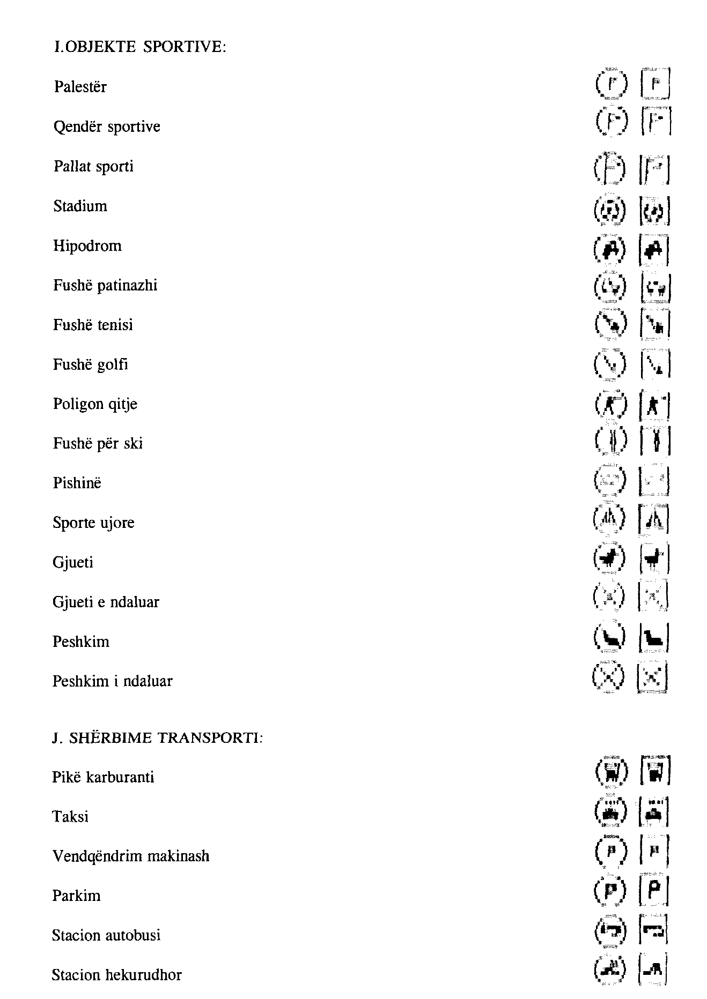 I.OBJEKTE SPORTIVE:
Palestër
Qendër sportive
Pallat sporti
Stadium
Hipodrom
Fushë patinazhi
Fushë tenisi
Fushë golfi
Poligon qitje
Fushë për ski
Pishinë
Sporte ujore
Gjueti
Gjueti e ndaluar
Peshkim
Peshkim i ndaluar
J. SHËRBIME TRANSPORTI:
Pikë karburanti
Taksi
Vendqëndrim makinash
Parkim P P
Stacion autobusi
Stacion hekurudhor